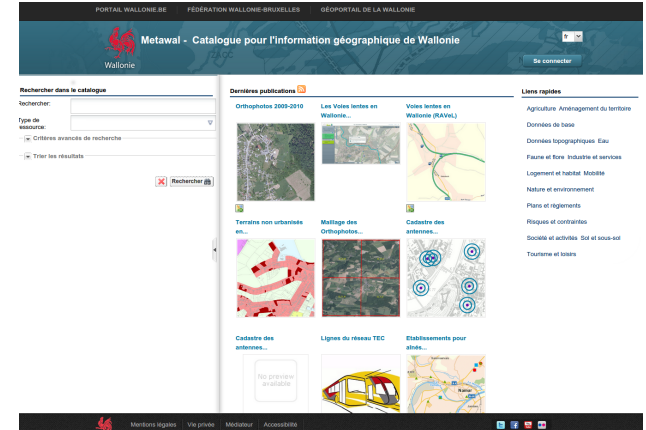 PORTAIL WALLONIE.BE FÉDÉRATION WALLONIE-BRUXELLES GÉOPORTAIL DE LA WALLONIE
Metawal - Catalogue pour l'information géographique de Wallonie
fr
Wallonie
Se connecter
Rechercher dans le catalogue
Rechercher:
Type de
ressource:
Critères avancés de recherche
Trier les résultats
Rechercher
Dernières publications
Orthophotos 2009-2010
Les Voies lentes en
Wallonie...
Voies lentes en
Wallonie (RAVeL)
Terrains non urbanisés
en...
Maillage des
Orthophotos...
Cadastre des
antennes...
Cadastre des
antennes...
No preview
available
Lignes du réseau TEC
Etablissements pour
aînés...
Namur
Liens rapides
Agriculture Aménagement du territoire
Données de base
Données topographiques Eau
Faune et flore Industrie et services
Logement et habitat Mobilité
Nature et environnement
Plans et règlements
Risques et contraintes
Société et activités Sol et sous-sol
Tourisme et loisirs
Mentions légales Vie privée Médiateur Accessibilité